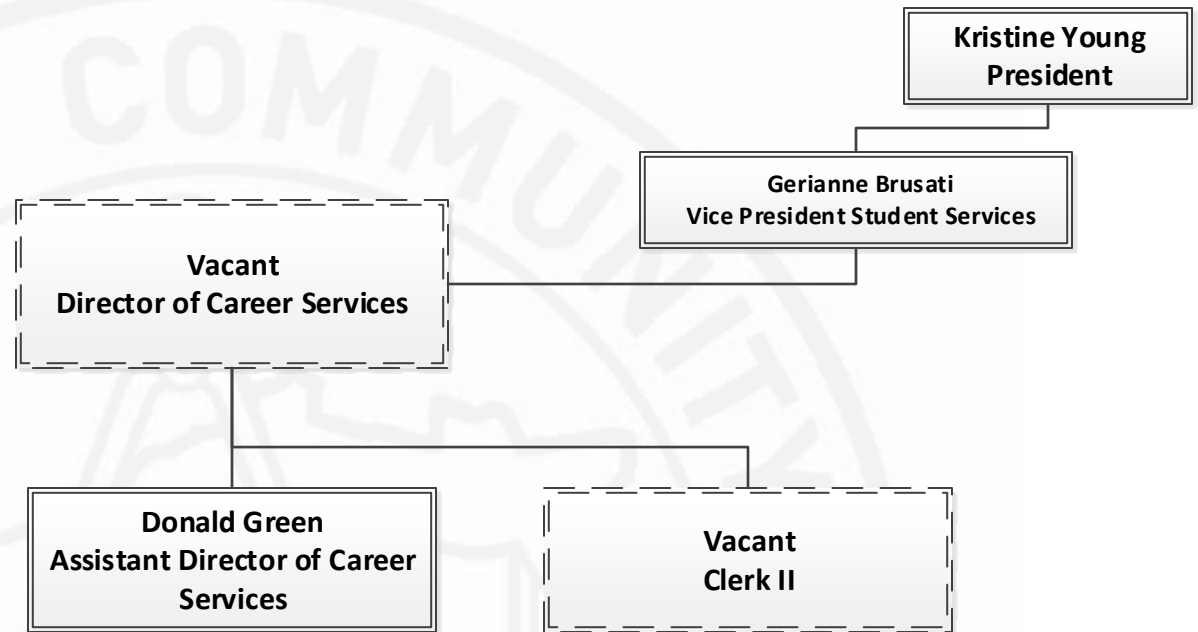 COMMUNITY
Kristine Young
President
Gerianne Brusati
Vice President Student Services
Vacant
Director of Career Services
Donald Green
Assistant Director of Career
Services
Vacant
Clerk II